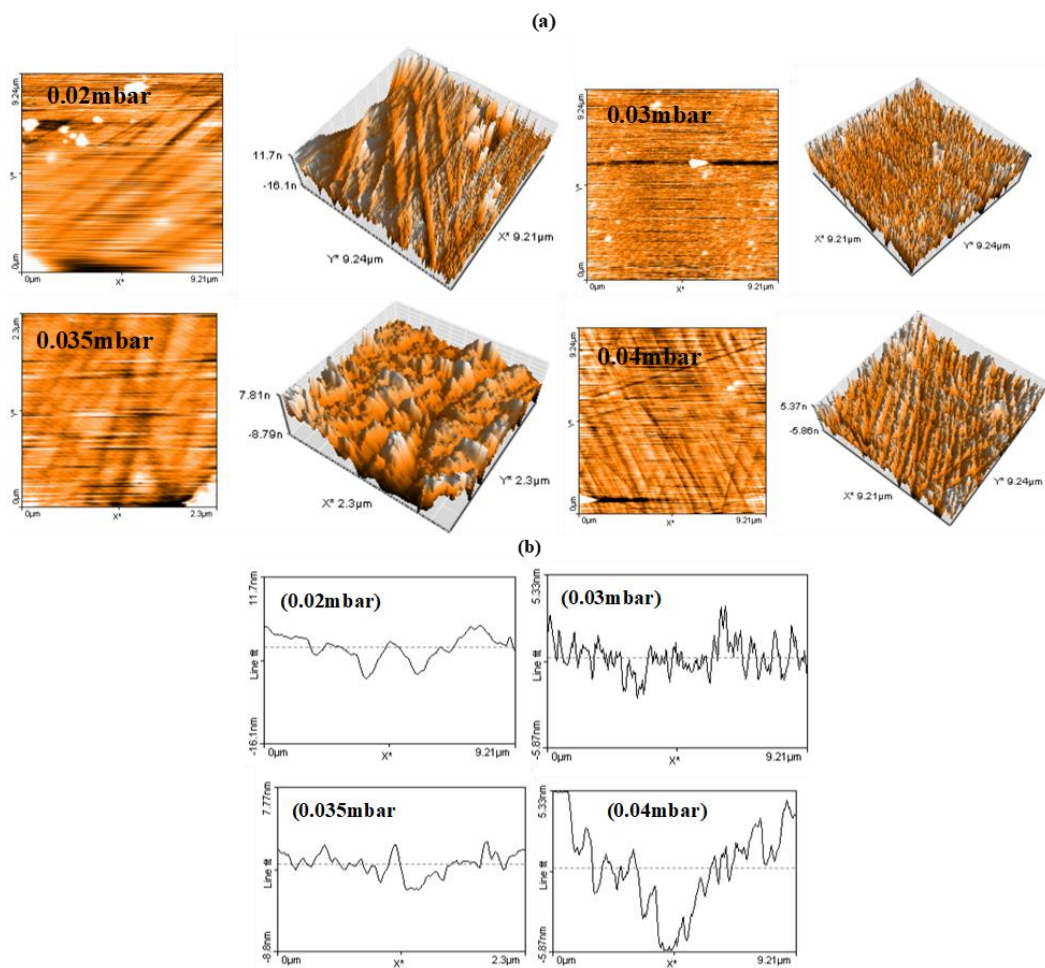 (a)
0.02mbar
9.24µm
Y*
0µm
0µm
X*
9.21µm
11.7n
-16.1n
Y* 9.24µm
X* 9.21µm
0.03mbar
9.24µm
Y*
0µm
0µm
X*
9.21µm
X* 9.21µm
Y* 9.24µm
0.035mbar
2.3µm
Y*
0µm
0µm
X*
2.3µm
7.81n
-8.79n
X* 2.3µm
Y* 2.3µm
0.04mbar
9.24µm
Y*
0µm
0µm
X*
9.21µm
5.37n
-5.86n
X* 9.21µm
Y* 9.24µm
(b)
(0.02mbar)
11.7nm
Line fit
-16.1nm
0µm
X*
9.21µm
(0.03mbar)
5.33nm
Line fit
-5.87nm
0µm
X*
9.21µm
(0.035mbar
7.77nm
Line fit
-8.8nm
0µm
X*
2.3µm
(0.04mbar)
5.33nm
Line fit
-5.87nm
0µm
X*
9.21µm